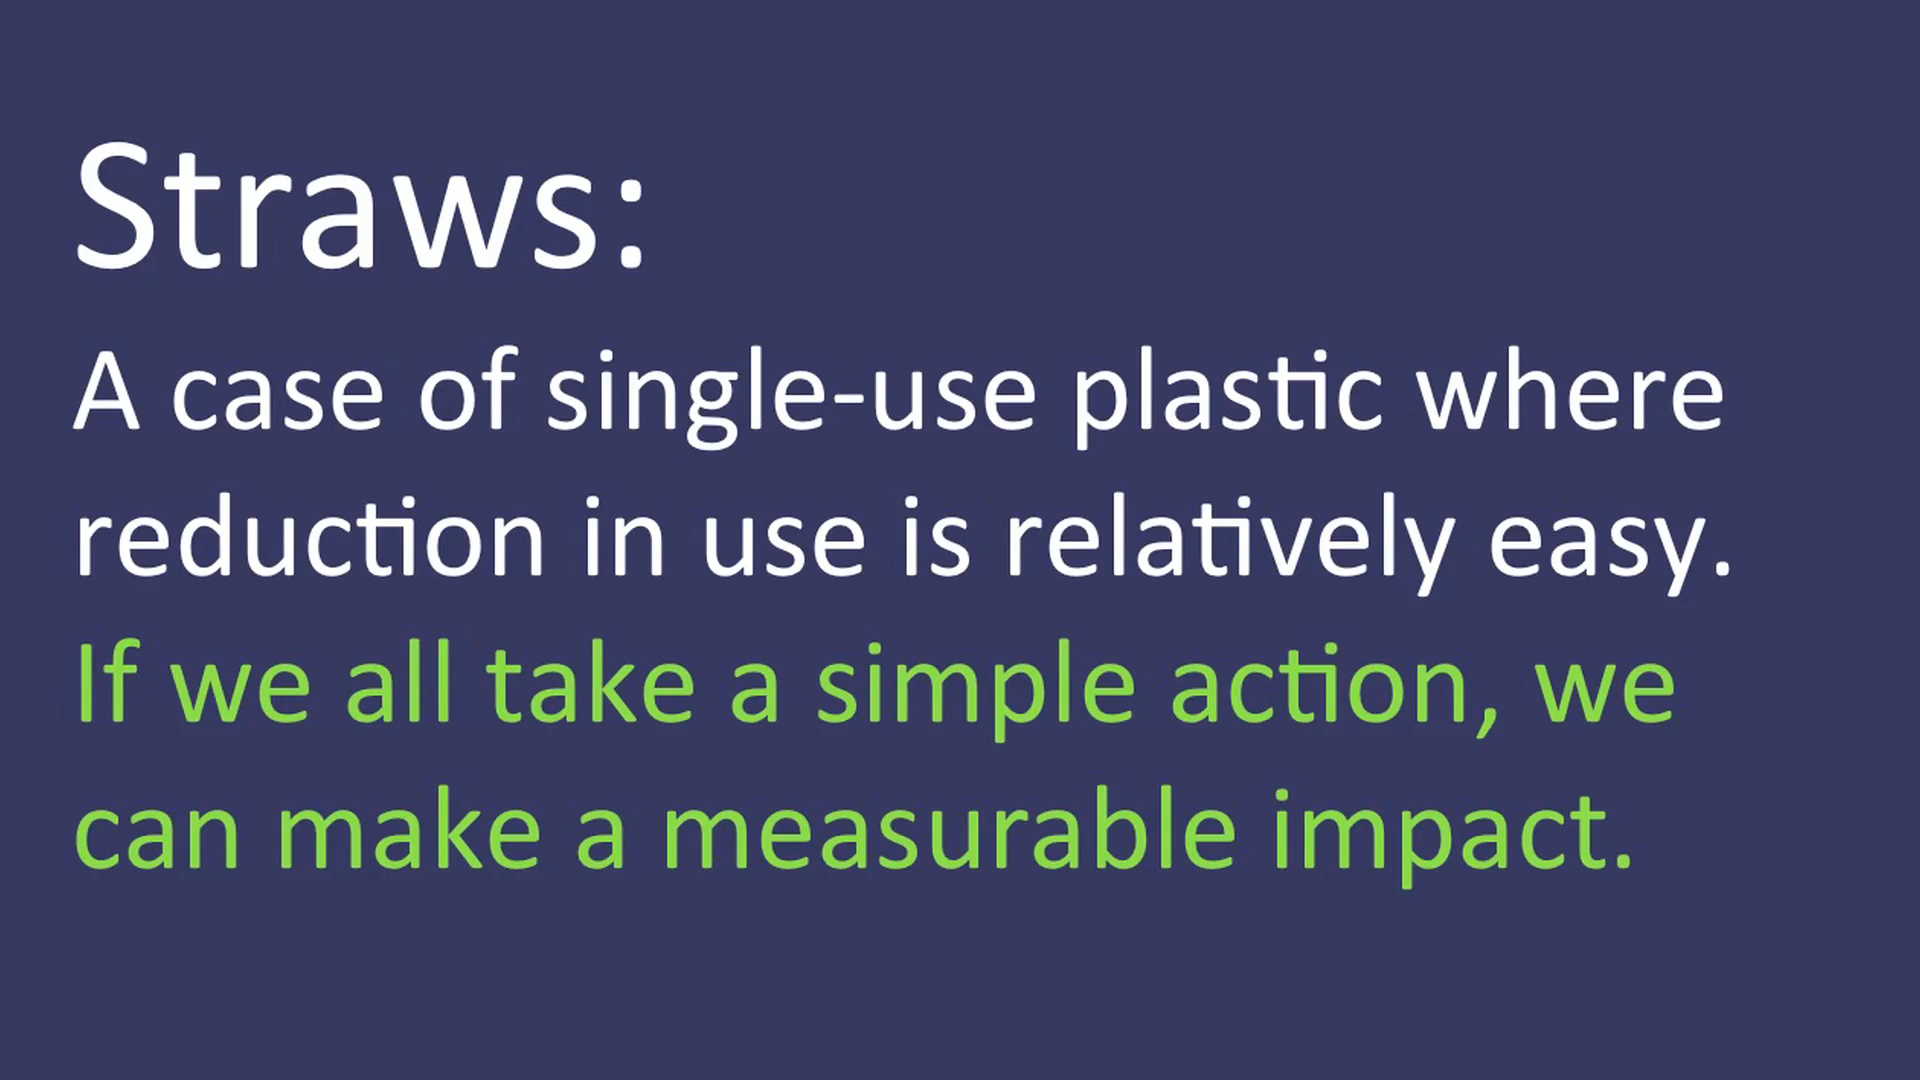 Straws:
A case of single-use plastic where
reduction in use is relatively easy.
If we all take a simple action, we
can make a measurable impact.